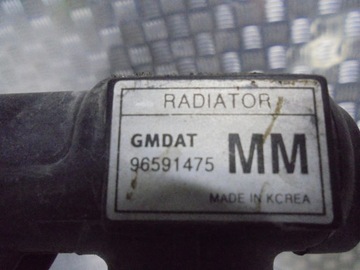 RADIATOR
GMDAT
96591475 MM
MADE IN KCREA